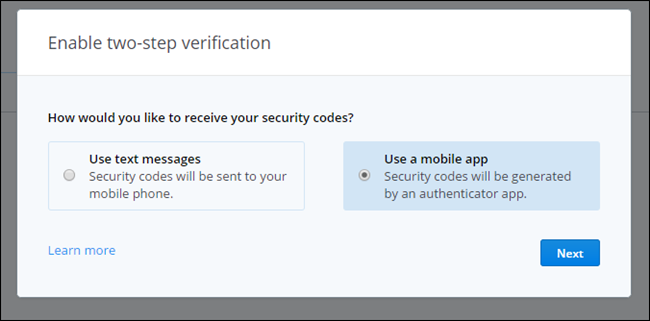 Enable two-step verification
How would you like to receive your security codes?
Use text messages
Security codes will be sent to your
mobile phone.
Use a mobile app
Security codes will be generated
by an authenticator app.
Learn more
Next